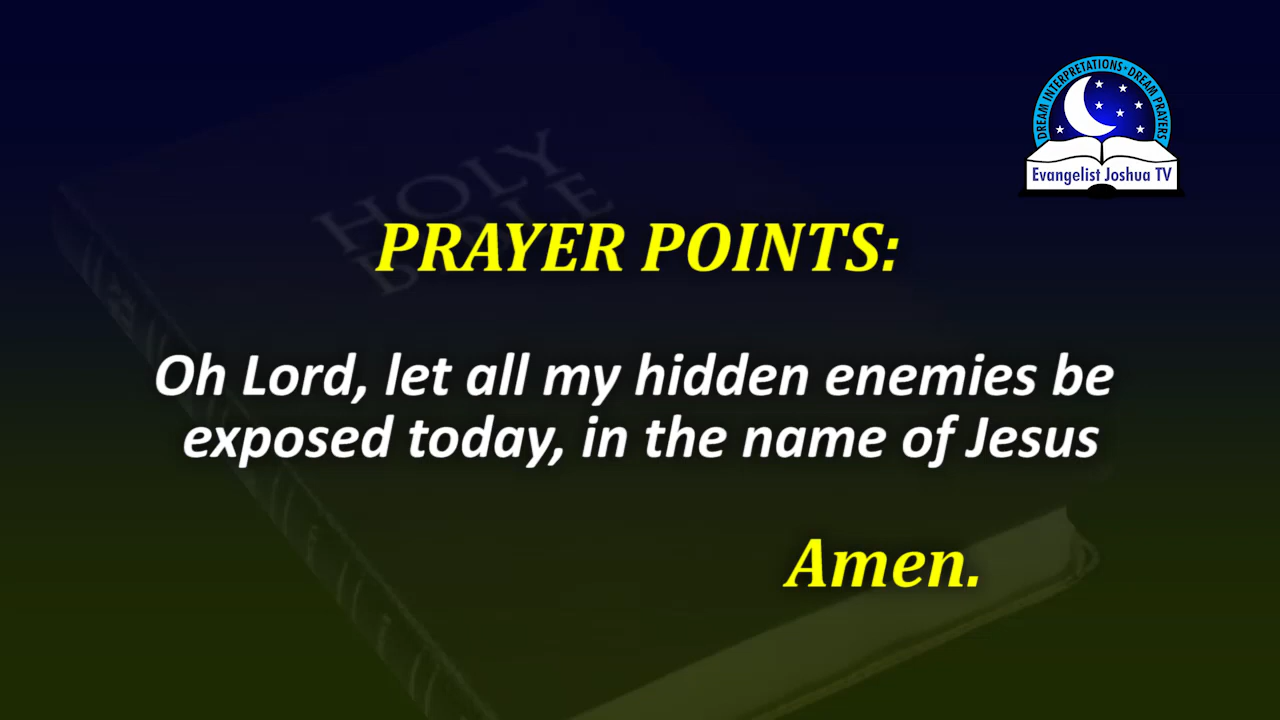 DREAM INTERPRETATIONS • DREAM PRAYERS
Evangelist Joshua TV
HOLY
BIBLE
PRAYER POINTS:
Oh Lord, let all my hidden enemies be
exposed today, in the name of Jesus
Amen.